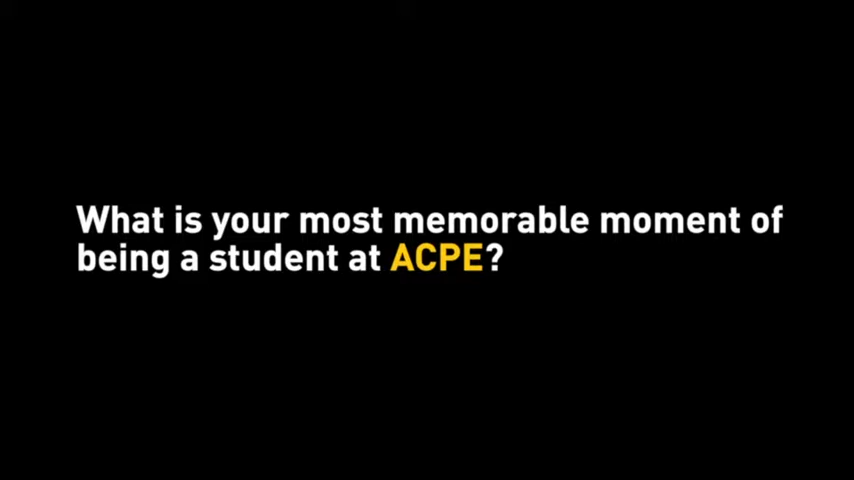 What is your most memorable moment of
being a student at ACPE?